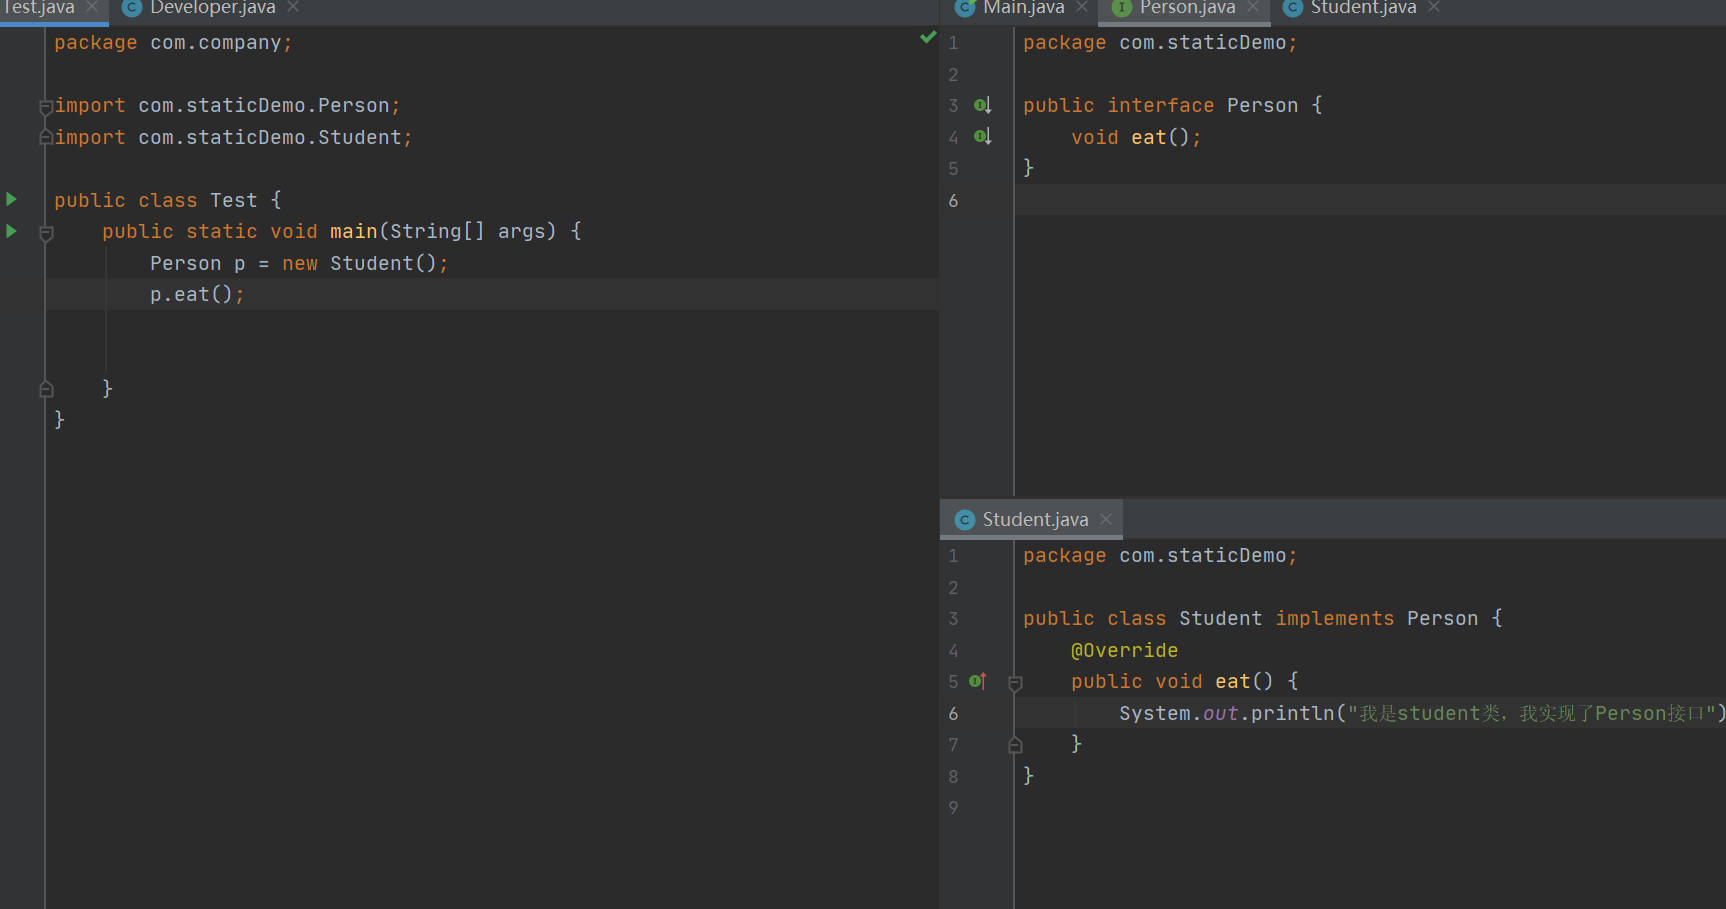 Test.java
Developer.java
package com.company;
import com.staticDemo.Person;
import com.staticDemo.Student;
public class Test {
public static void main(String[] args) {
Person p = new Student();
p.eat();
}
}
Main.java
Person.java
Student.java
1 package com.staticDemo;
2
3 public interface Person {
4 void eat();
5 }
6
Student.java
1 package com.staticDemo;
2
3 public class Student implements Person {
4 @Override
5 public void eat() {
6 System.out.println("我是student类，我实现了Person接口")
7 }
8 }
9